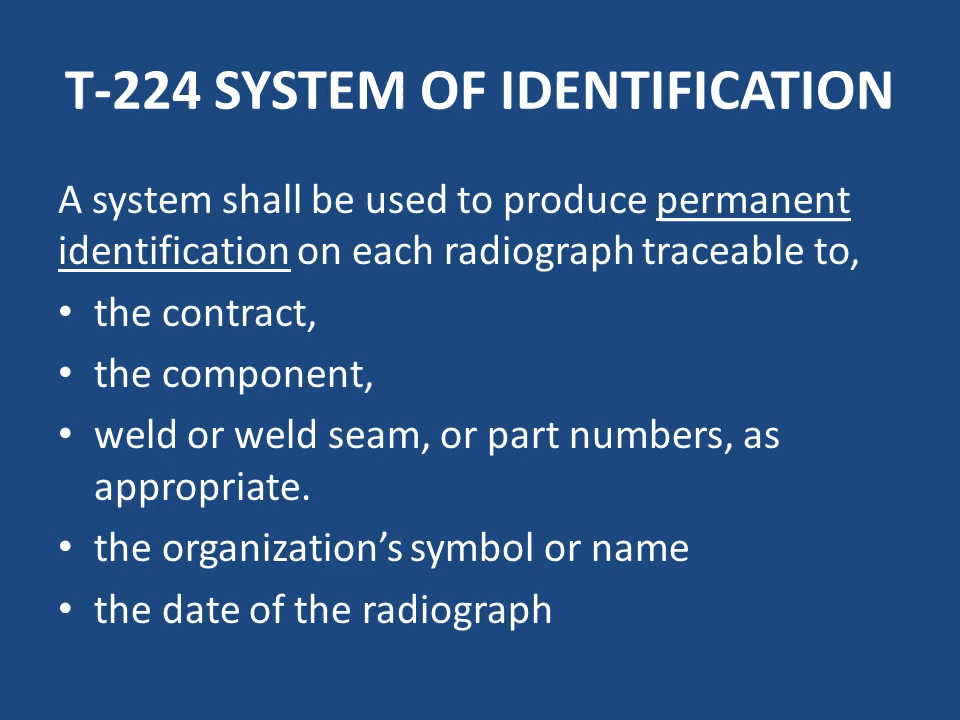 T-224 SYSTEM OF IDENTIFICATION
A system shall be used to produce permanent
identification on each radiograph traceable to,
• the contract,
• the component,
• weld or weld seam, or part numbers, as
appropriate.
• the organization’s symbol or name
• the date of the radiograph